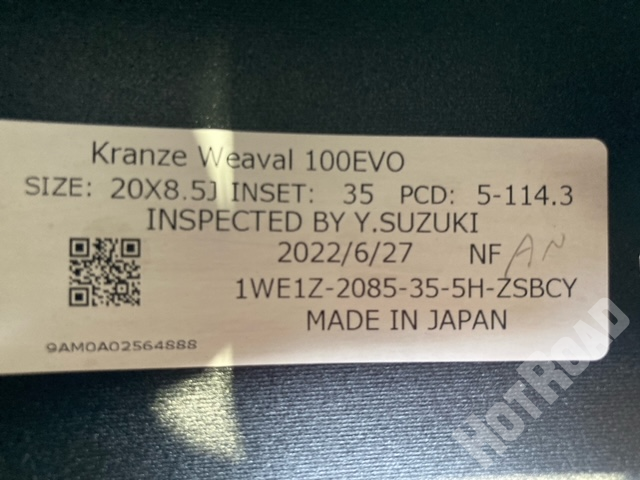 Kranze Weaval 100EVO
SIZE: 20X8.5J INSET: 35 PCD: 5-114.3
INSPECTED BY Y.SUZUKI
2022/6/27 NF AN
1WE1Z-2085-35-5H-ZSBCY
MADE IN JAPAN
9AM0A02564888
HOTROAD